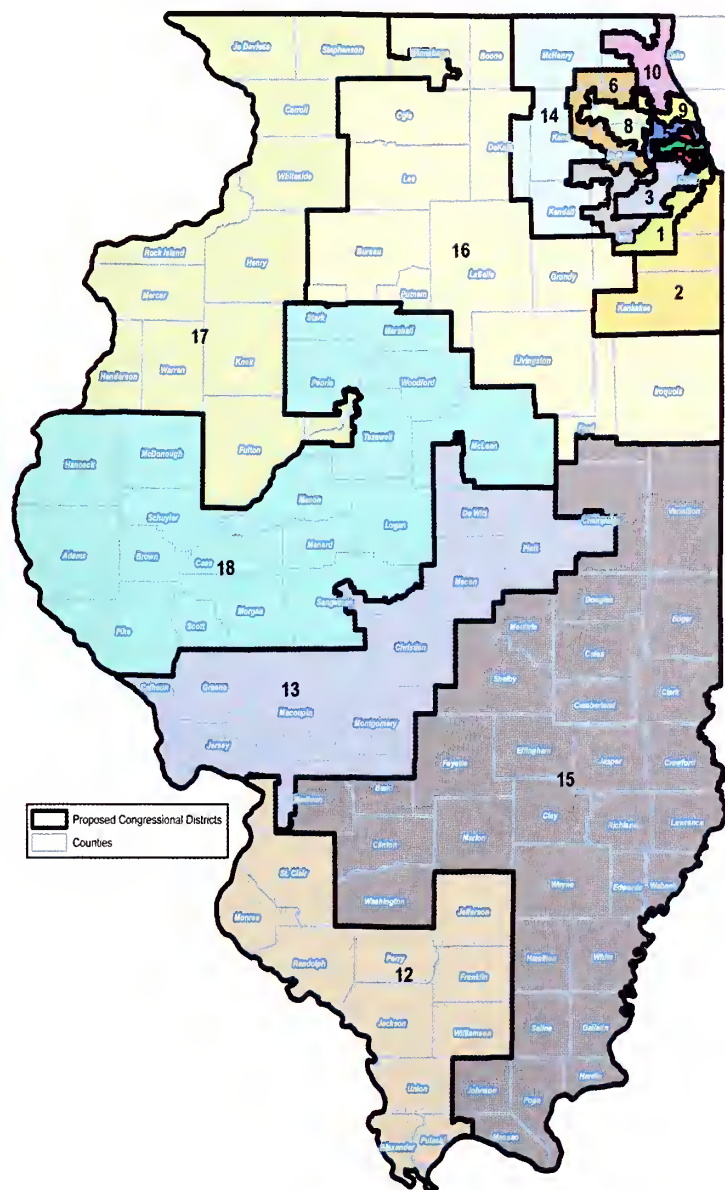 Jo Daviess
Stephenson
Winnebago
Boone
McHenry
Lake
10
6
9
Carroll
Ogle
14
8
Kane
DeKalb
Whiteside
Lee
3
Kendall
1
Rock Island
Henry
Bureau
16
LaSalle
Grundy
2
Mercer
Putnam
Kankakee
Stark
Marshall
17
Henderson
Warren
Knox
Peoria
Woodford
Livingston
Iroquois
Ford
Fulton
Tazewell
McLean
Hancock
McDonough
Mason
De Witt
Champaign
Vermilion
Schuyler
Logan
Menard
Piatt
Adams
Brown
Cass
18
Macon
Sangamon
Douglas
Edgar
Pike
Scott
Morgan
Moultrie
Christian
Coles
Shelby
Calhoun
Greene
13
Clark
Macoupin
Cumberland
Montgomery
Jersey
Effingham
Jasper
Crawford
Fayette
15
Madison
Bond
Proposed Congressional Districts
Clay
Richland
Lawrence
Counties
Clinton
Marion
St. Clair
Wayne
Edwards
Wabash
Washington
Jefferson
Monroe
Randolph
Perry
12
Hamilton
White
Franklin
Jackson
Williamson
Saline
Gallatin
Union
Johnson
Pope
Hardin
Massac
Alexander
Pulaski